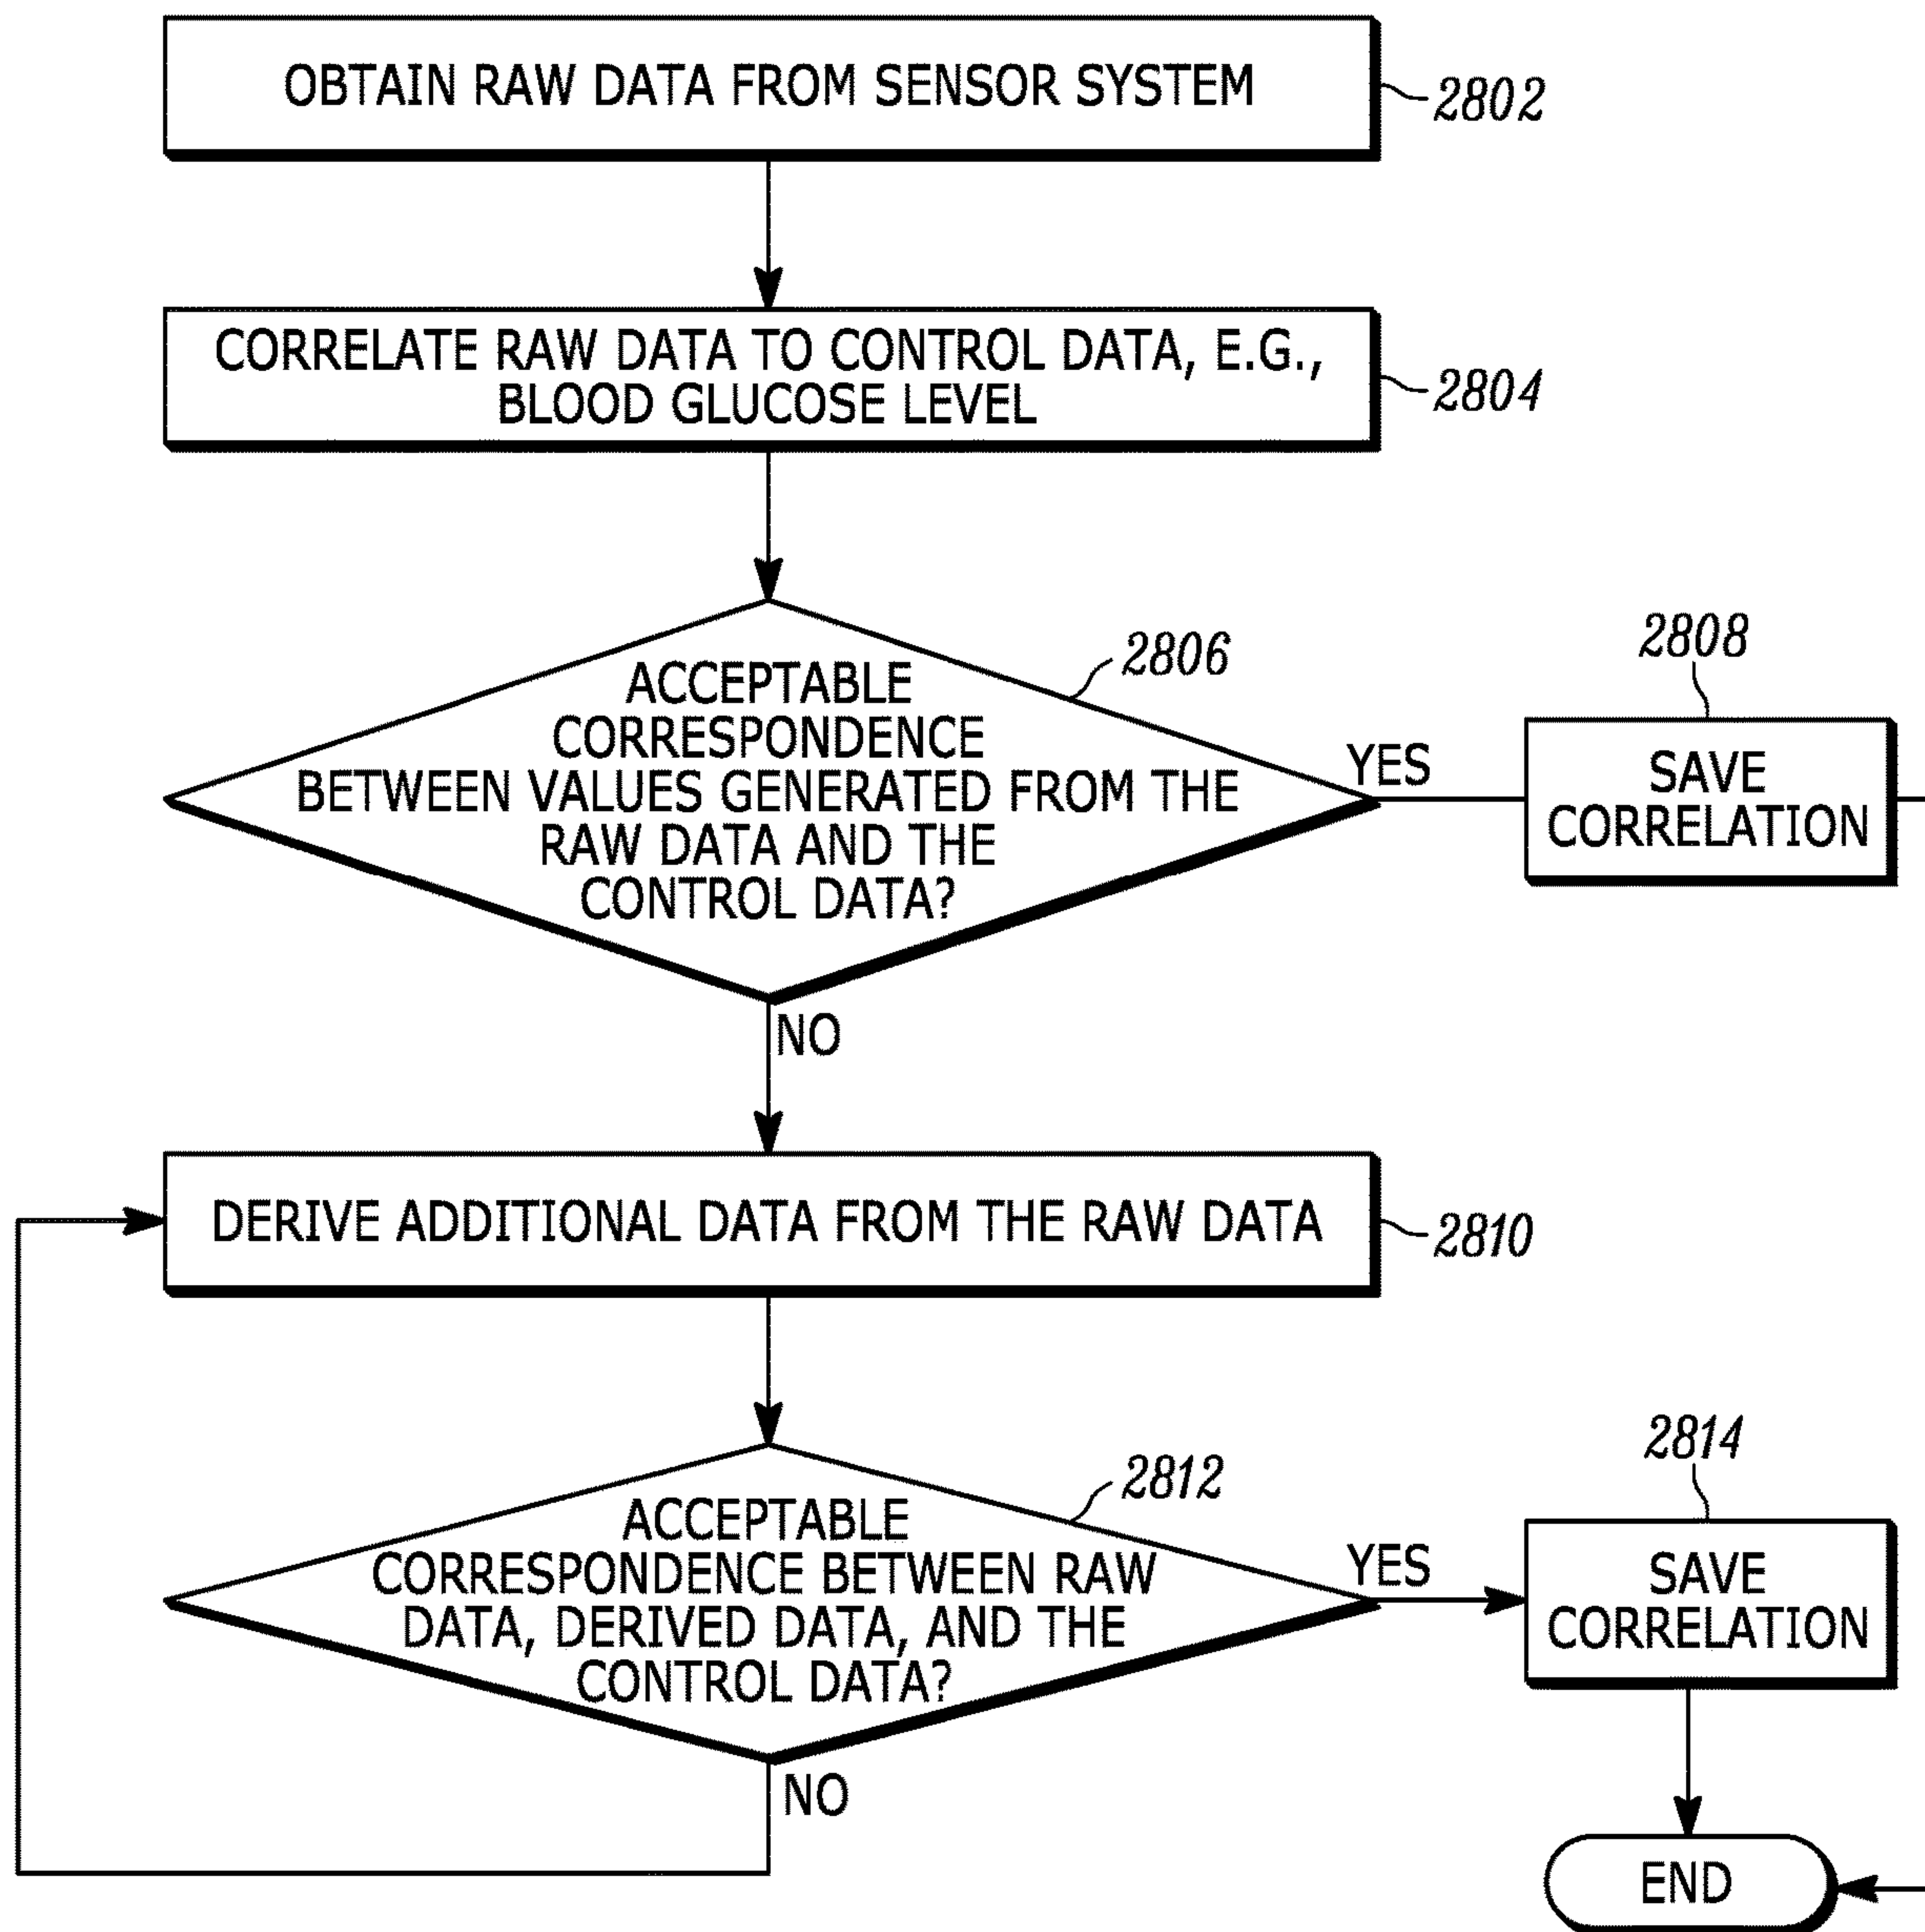 OBTAIN RAW DATA FROM SENSOR SYSTEM
2802
CORRELATE RAW DATA TO CONTROL DATA, E.G.,
BLOOD GLUCOSE LEVEL
2804
ACCEPTABLE
CORRESPONDENCE
BETWEEN VALUES GENERATED FROM THE
RAW DATA AND THE
CONTROL DATA?
2806
YES
2808
SAVE
CORRELATION
NO
DERIVE ADDITIONAL DATA FROM THE RAW DATA
2810
ACCEPTABLE
CORRESPONDENCE BETWEEN RAW
DATA, DERIVED DATA, AND THE
CONTROL DATA?
2812
YES
2814
SAVE
CORRELATION
NO
END